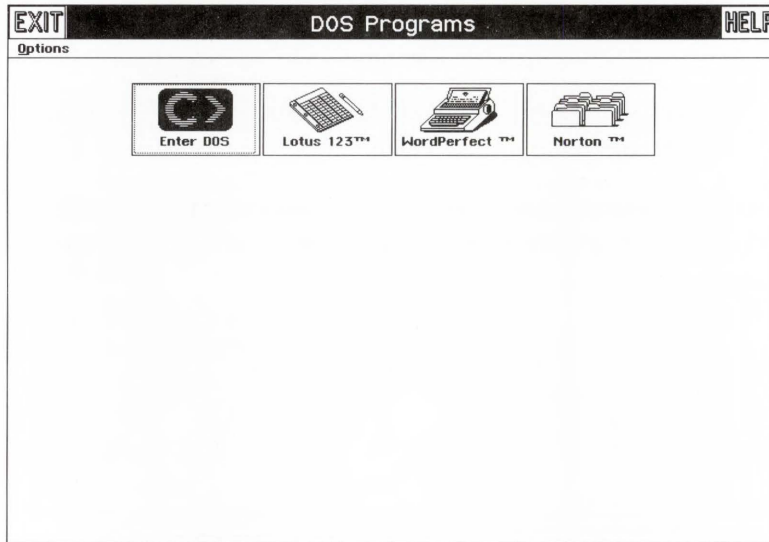 EXIT DOS Programs HELP
Options
C>
Enter DOS Lotus 123™ WordPerfect ™ Norton ™